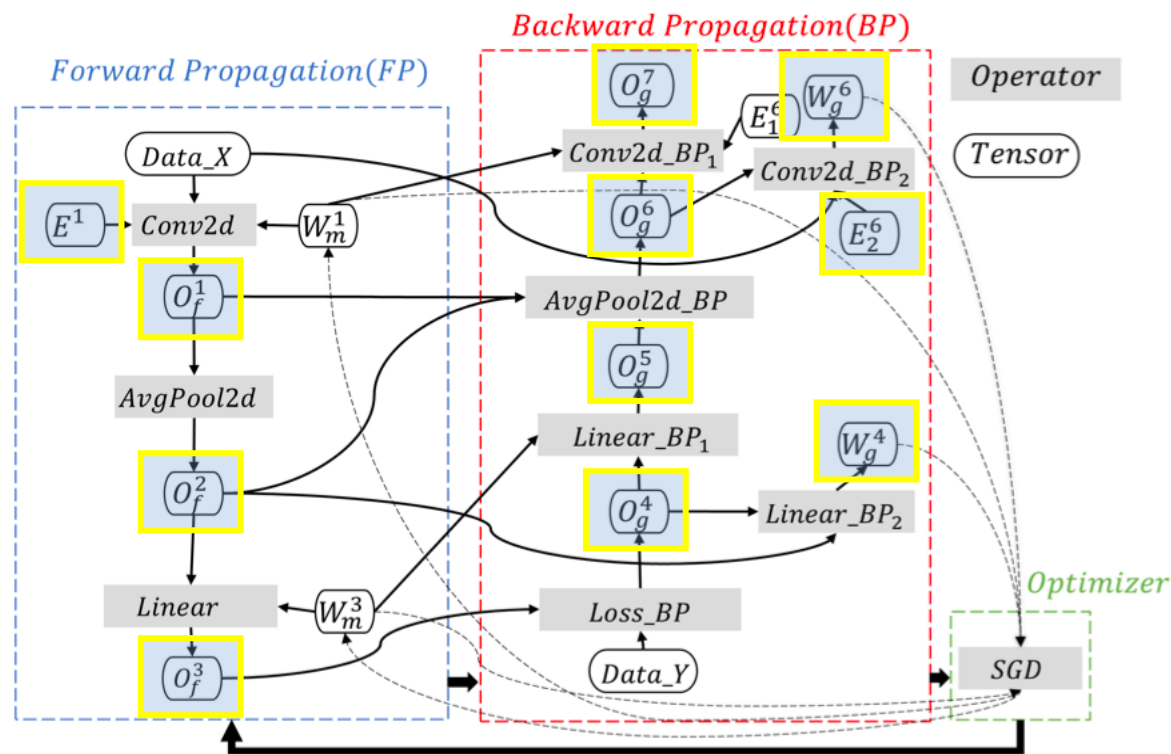 Backward Propagation(BP)
Forward Propagation(FP)
Operator
Tensor
Data_X
E^1
Conv2d
W_m^1
O_f^1
AvgPool2d
O_f^2
Linear
W_m^3
O_f^3
O_g^7
E_1^6
W_g^6
Conv2d_BP_1
Conv2d_BP_2
O_g^6
E_2^6
AvgPool2d_BP
O_g^5
Linear_BP_1
W_g^4
O_g^4
Linear_BP_2
Loss_BP
Data_Y
Optimizer
SGD